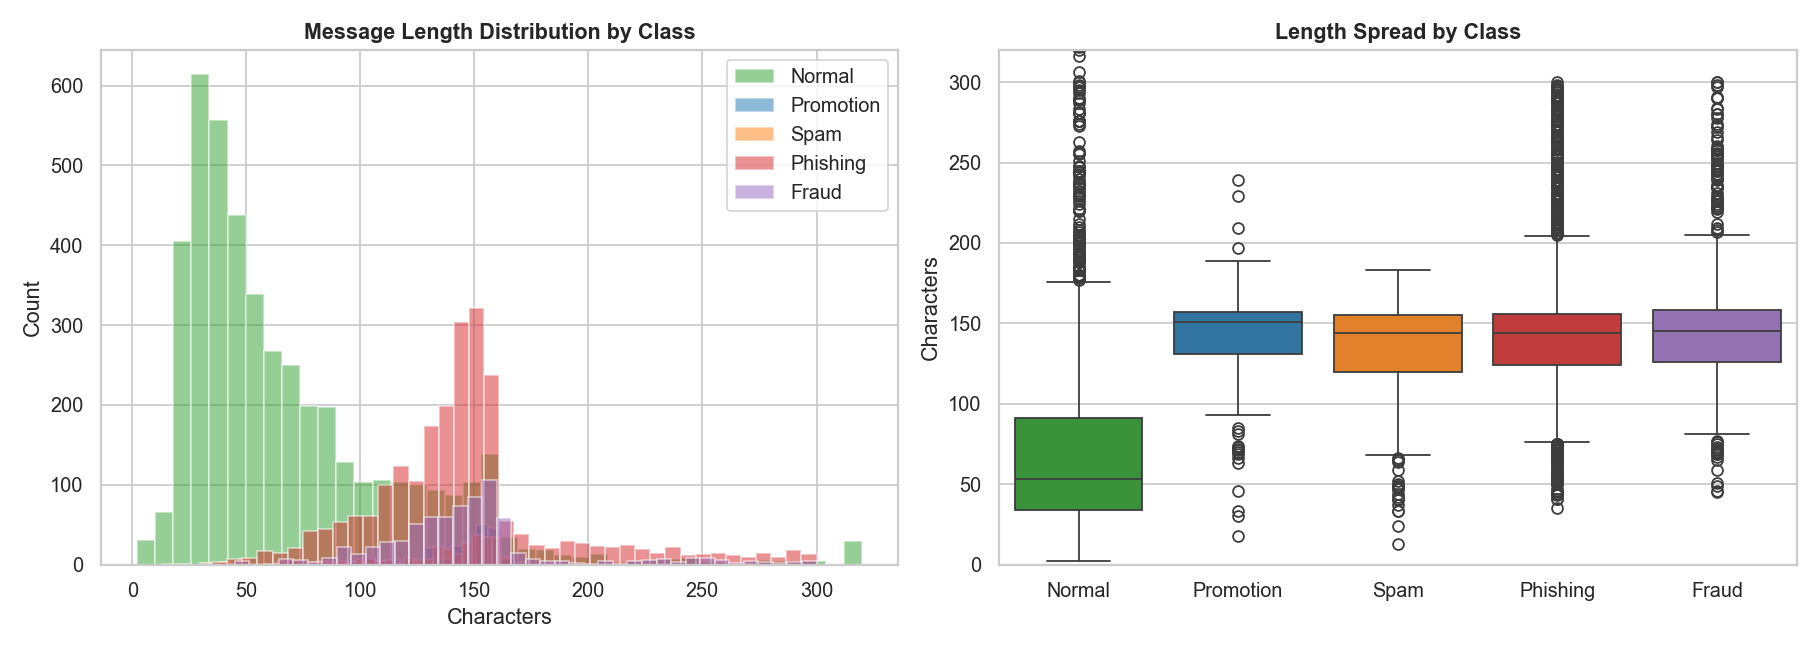 Message Length Distribution by Class
Normal
Promotion
Spam
Phishing
Fraud
600
500
400
300
200
100
0
Count
0 50 100 150 200 250 300
Characters
Length Spread by Class
300
250
200
150
100
50
0
Characters
Normal Promotion Spam Phishing Fraud